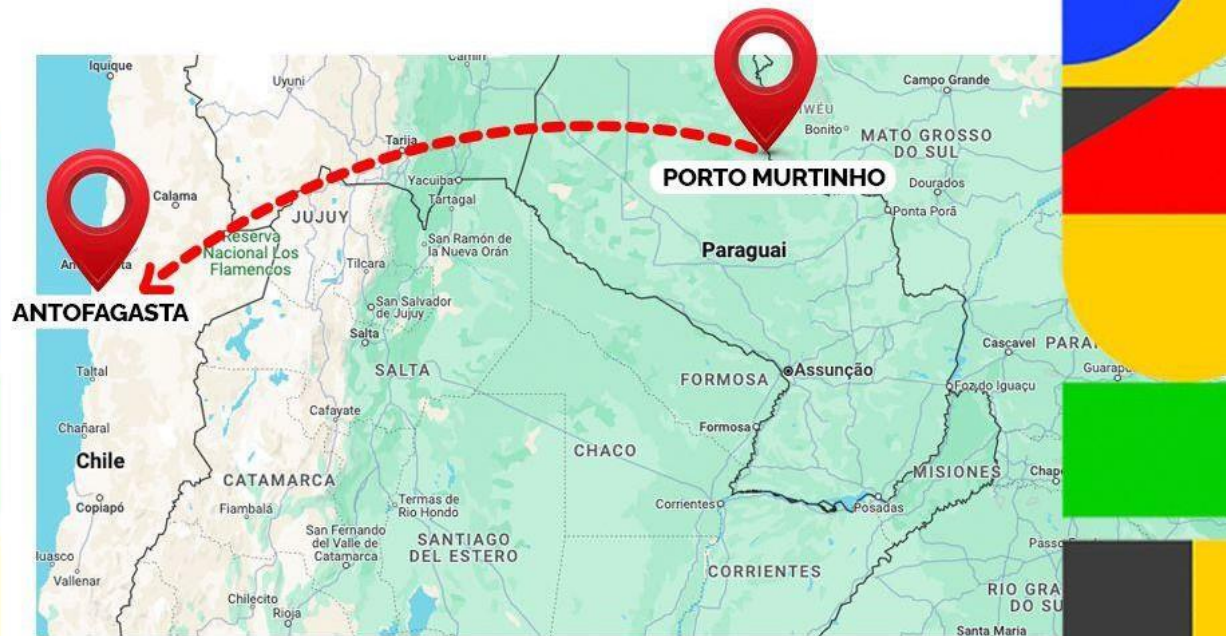 Iquique
Uyuni
Camiri
Campo Grande
Bonito
MATO GROSSO
DO SUL
Tarija
PORTO MURTINHO
Dourados
Yacuiba
Tartagal
Ponta Porã
Calama
JUJUY
Reserva
Nacional Los
Flamencos
San Ramón de
la Nueva Orán
Paraguai
Tilcara
ANTOFAGASTA
San Salvador
de Jujuy
Salta
Cascavel
Taltal
SALTA
FORMOSA
Assunção
Foz do Iguaçu
Cafayate
Chañaral
Formosa
Chile
CHACO
CATAMARCA
MISIONES
Copiapó
Fiambalá
Termas de
Río Hondo
Corrientes
Posadas
San Fernando
del Valle de
Catamarca
SANTIAGO
DEL ESTERO
Vallenar
CORRIENTES
Chilecito
Rioja
RIO GRA
DO SU
Santa Maria